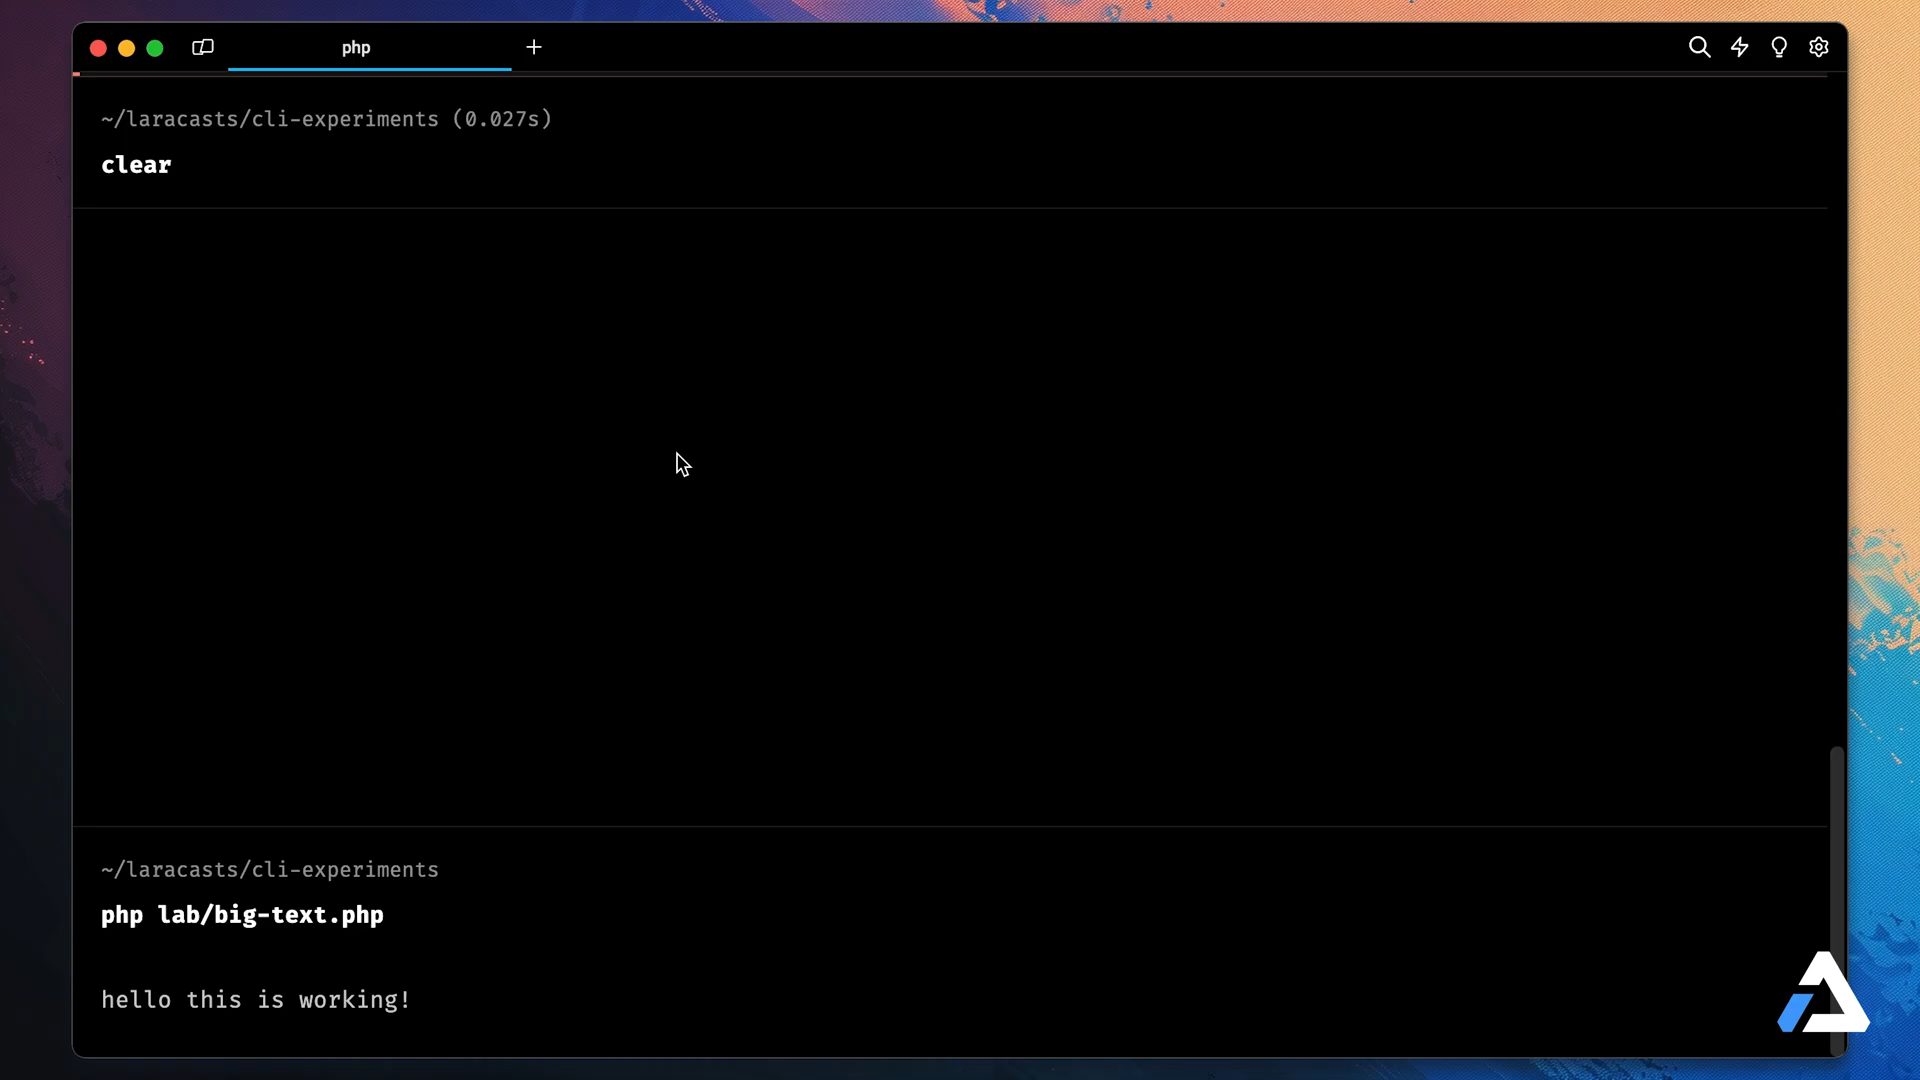 php
~/laracasts/cli-experiments (0.027s)
clear
~/laracasts/cli-experiments
php lab/big-text.php
hello this is working!